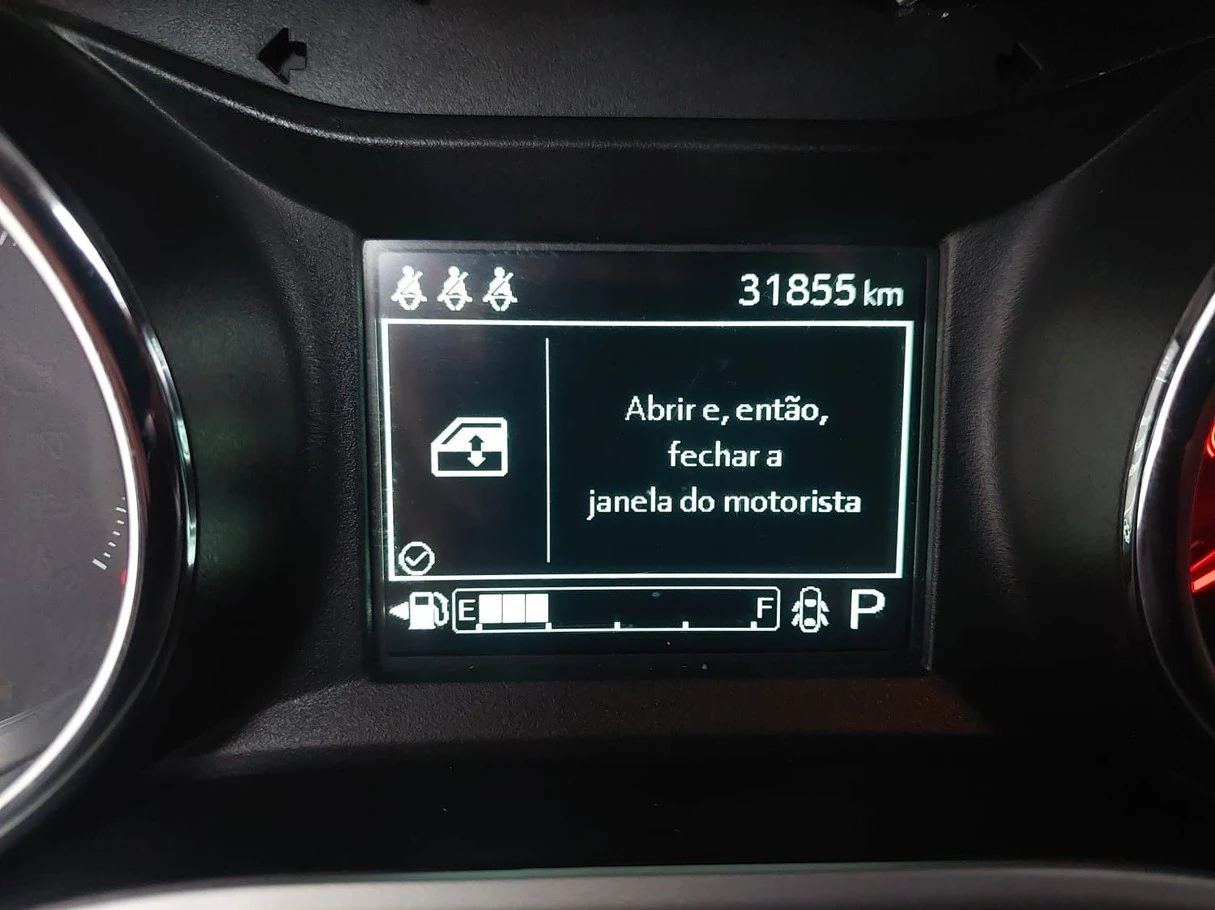 31855 km
Abrir e, então,
fechar a
janela do motorista
E F P